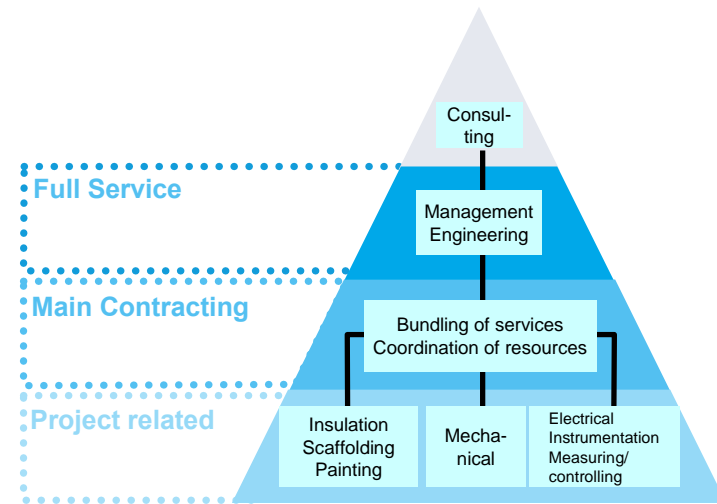 Consul-
ting
Full Service
Management
Engineering
Main Contracting
Bundling of services
Coordination of resources
Project related
Insulation
Scaffolding
Painting
Mecha-
nical
Electrical
Instrumentation
Measuring/
controlling